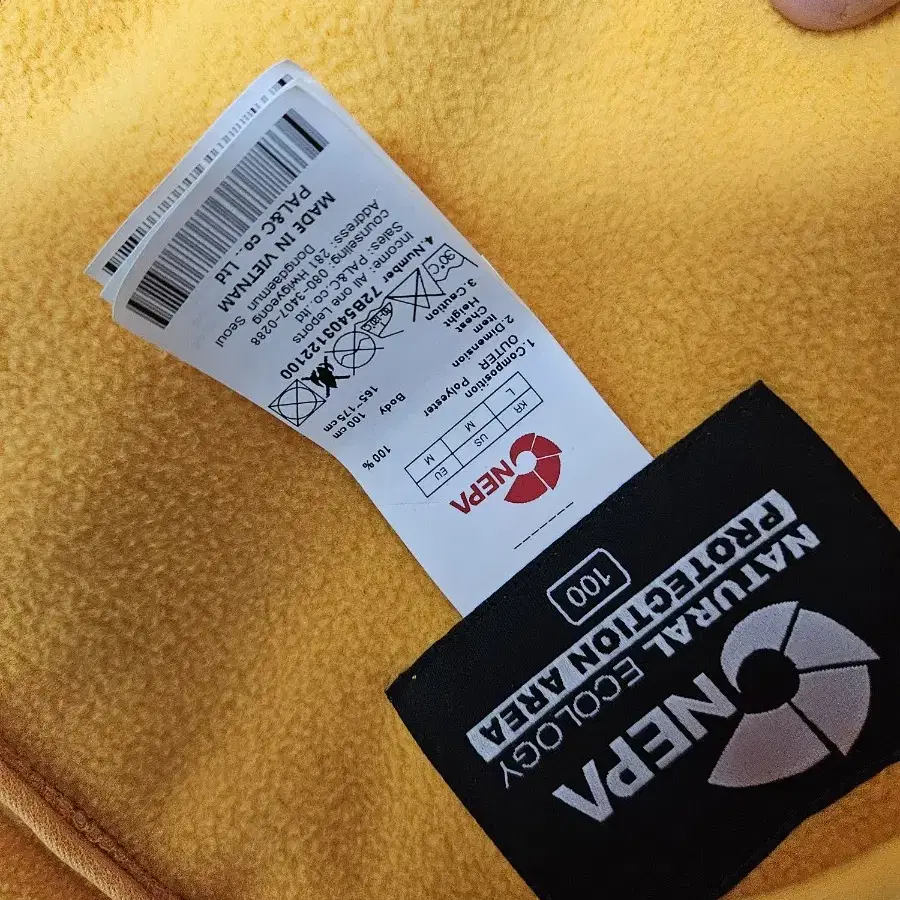 NEPA
NATURAL ECOLOGY
PROTECTION AREA
100
NEPA
KR US EU
L M M
1.Composition
OUTER Polyester 100%
2.Dimension
Item Body
Chest 100 cm
Height 165~175cm
3.Caution
30℃
4. Number 72B5403122100
Income : All one Leports
Sales: PAL&C.co.,ltd
counseling: 080-3407-0288
Address : 281 Hwigyeong
Dongdaemun Seoul
MADE IN VIETNAM
PAL&C co., Ltd